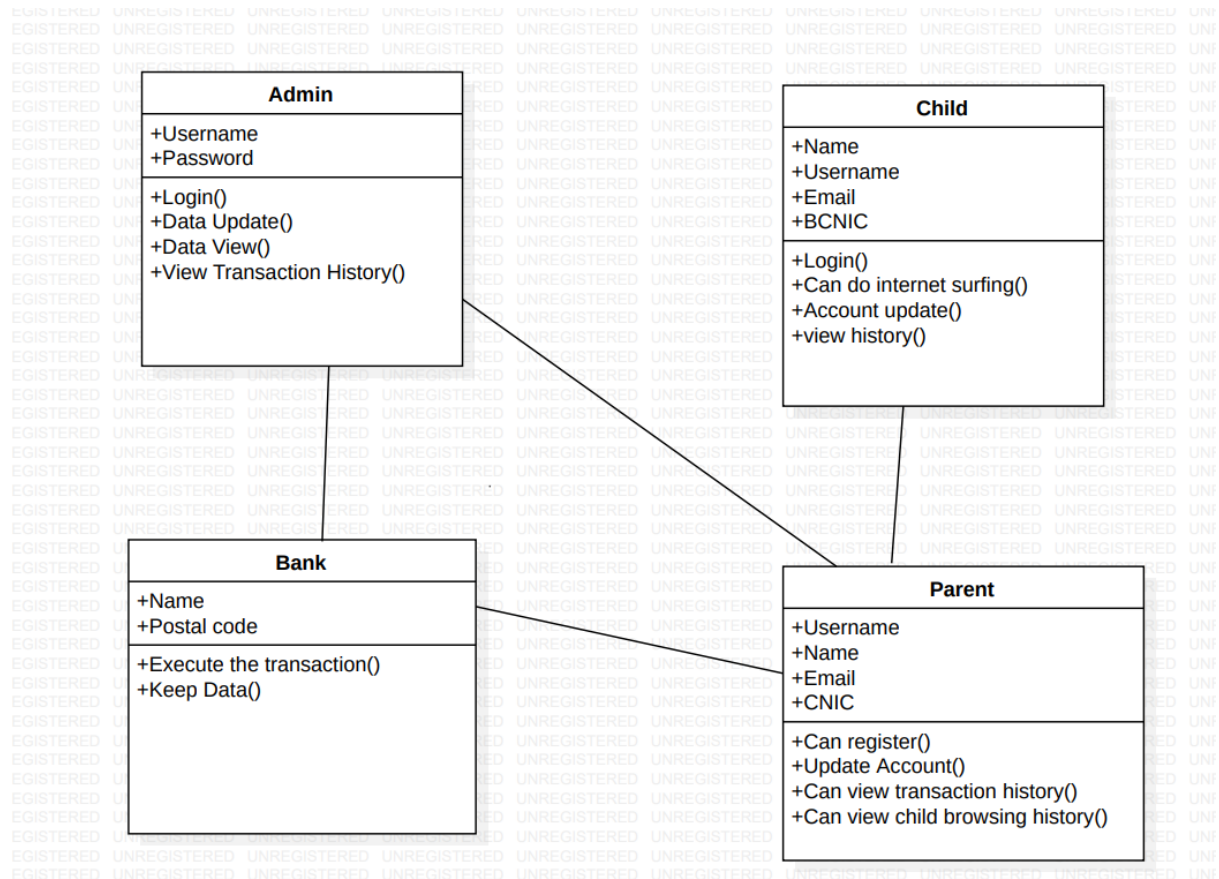 Admin
+Username
+Password
+Login()
+Data Update()
+Data View()
+View Transaction History()
Child
+Name
+Username
+Email
+BCNIC
+Login()
+Can do internet surfing()
+Account update()
+view history()
Bank
+Name
+Postal code
+Execute the transaction()
+Keep Data()
Parent
+Username
+Name
+Email
+CNIC
+Can register()
+Update Account()
+Can view transaction history()
+Can view child browsing history()
UNREGISTERED